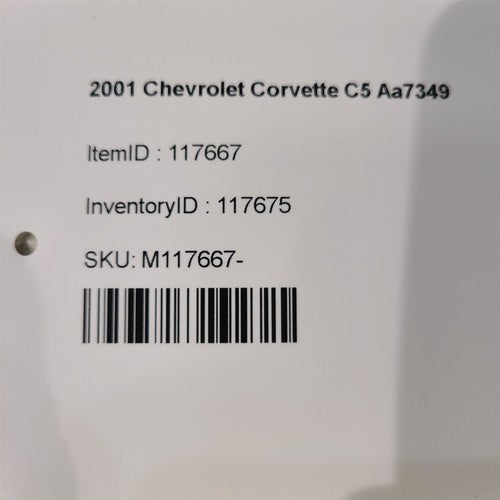 2001 Chevrolet Corvette C5 Aa7349
ItemID : 117667
InventoryID : 117675
SKU: M117667-